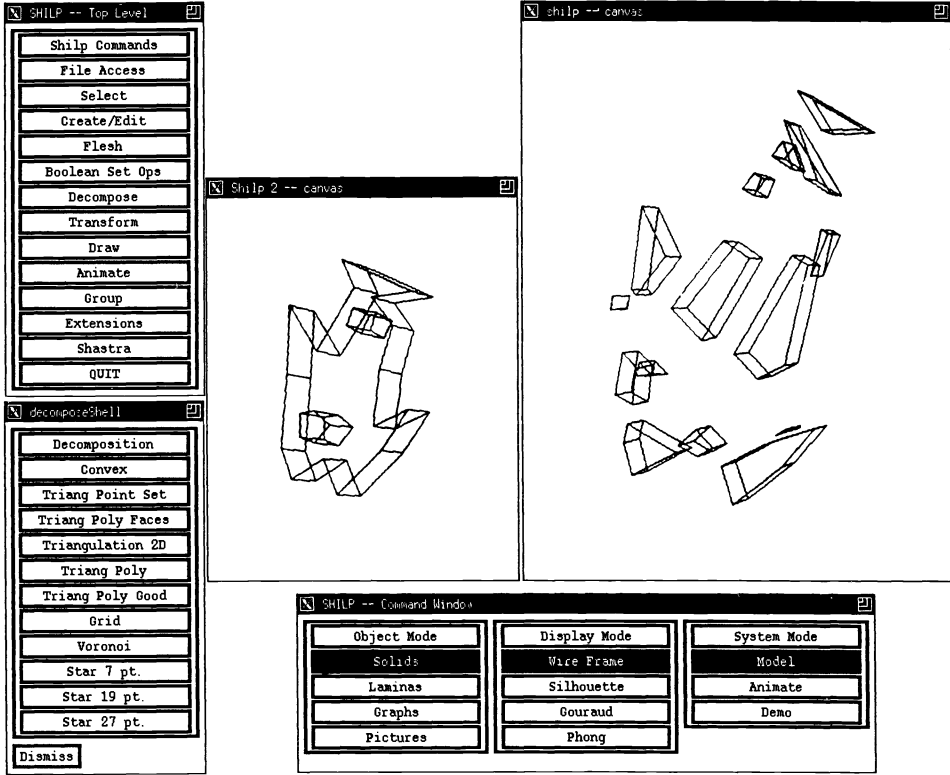 SHILP -- Top Level
Shilp Commands
File Access
Select
Create/Edit
Flesh
Boolean Set Ops
Decompose
Transform
Draw
Animate
Group
Extensions
Shastra
QUIT
decomposeShell
Decomposition
Convex
Triang Point Set
Triang Poly Faces
Triangulation 2D
Triang Poly
Triang Poly Good
Grid
Voronoi
Star 7 pt.
Star 19 pt.
Star 27 pt.
Dismiss
Shilp 2 -- canvas
shilp -- canvas
SHILP -- Command Window
Object Mode
Solids
Laminas
Graphs
Pictures
Display Mode
Wire Frame
Silhouette
Gouraud
Phong
System Mode
Model
Animate
Demo